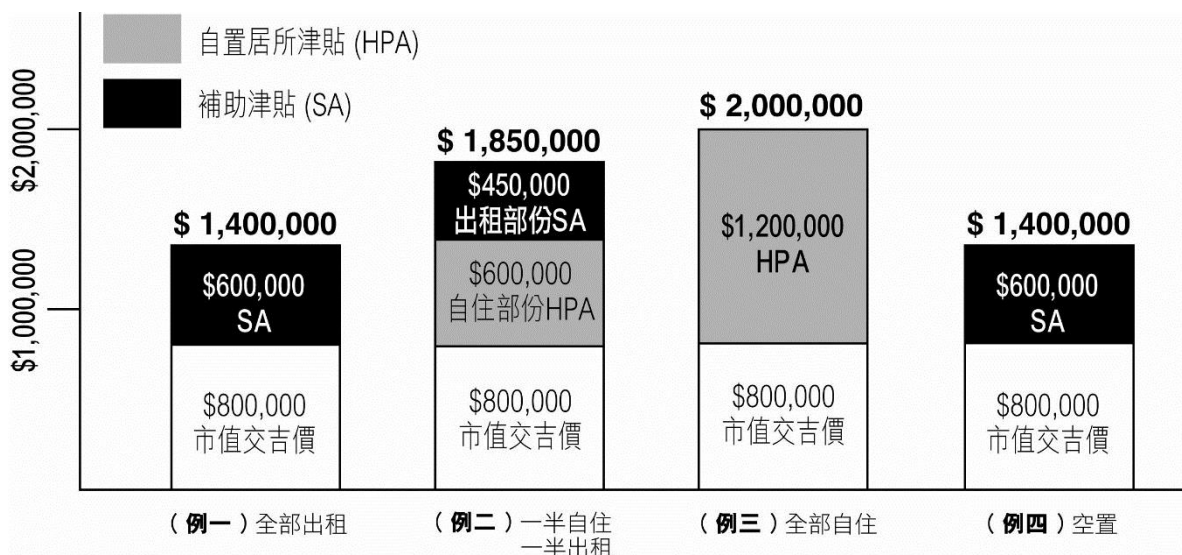 自置居所津貼 (HPA)
補助津貼 (SA)
$2,000,000
$1,000,000
$ 1,400,000
$600,000
SA
$800,000
市值交吉價
(例一)全部出租
$ 1,850,000
$450,000
出租部份SA
$600,000
自住部份HPA
$800,000
市值交吉價
(例二)一半自住
一半出租
$ 2,000,000
$1,200,000
HPA
$800,000
市值交吉價
(例三)全部自住
$ 1,400,000
$600,000
SA
$800,000
市值交吉價
(例四)空置